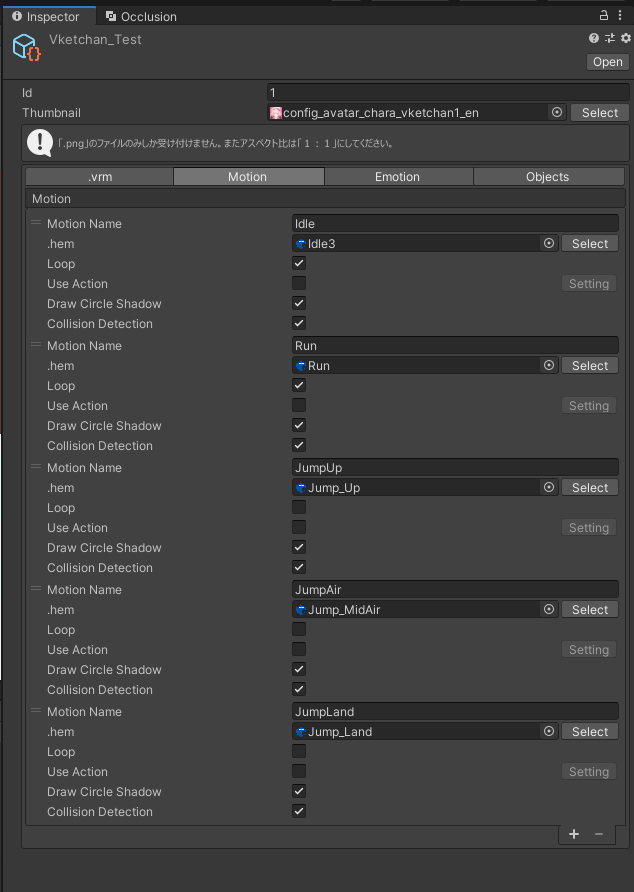 Inspector
Occlusion
Vketchan_Test
Open
Id 1
Thumbnail config_avatar_chara_vketchan1_en Select
「.png」のファイルのみしか受け付けません。またアスペクト比は「１：１」にしてください。
.vrm Motion Emotion Objects
Motion
Motion Name Idle
.hem Idle3 Select
Loop
Use Action Setting
Draw Circle Shadow
Collision Detection
Motion Name Run
.hem Run Select
Loop
Use Action Setting
Draw Circle Shadow
Collision Detection
Motion Name JumpUp
.hem Jump_Up Select
Loop
Use Action Setting
Draw Circle Shadow
Collision Detection
Motion Name JumpAir
.hem Jump_MidAir Select
Loop
Use Action Setting
Draw Circle Shadow
Collision Detection
Motion Name JumpLand
.hem Jump_Land Select
Loop
Use Action Setting
Draw Circle Shadow
Collision Detection